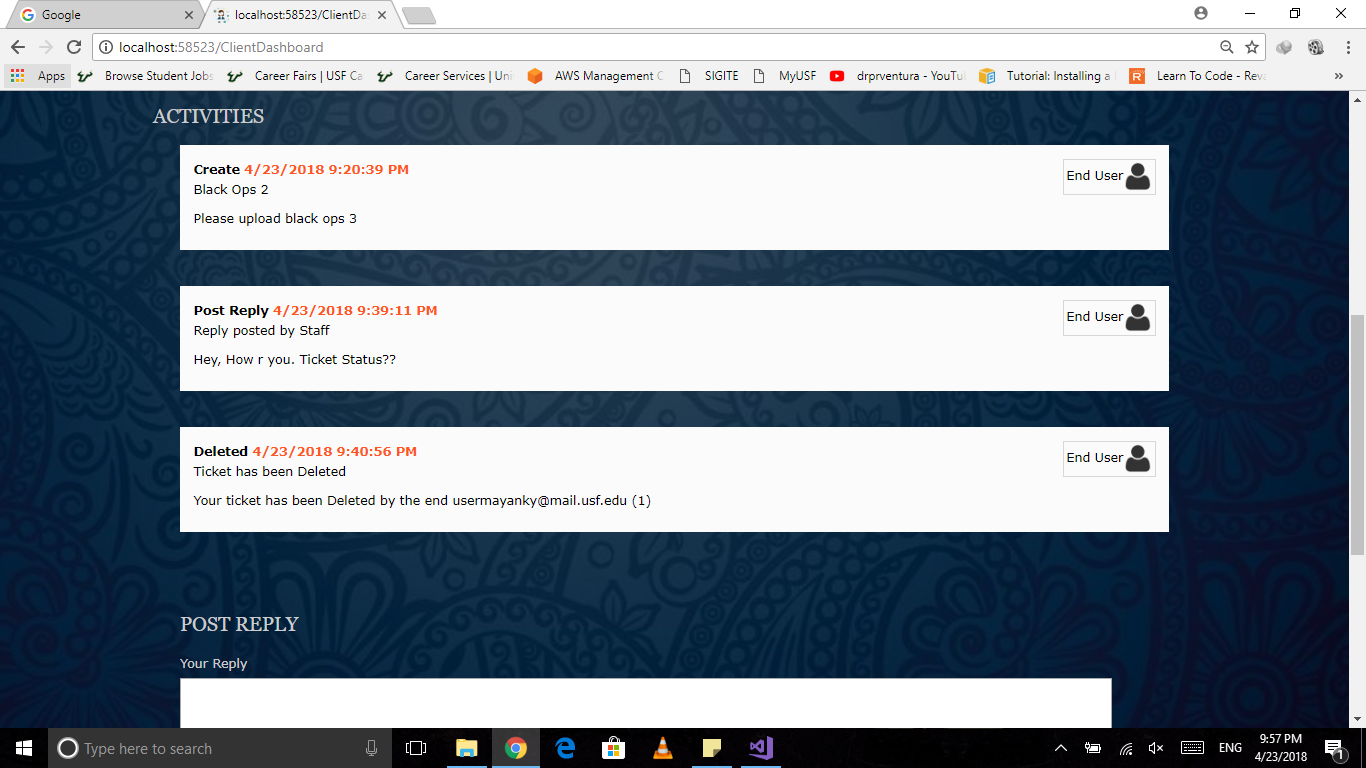 Google
localhost:58523/ClientDa
localhost:58523/ClientDashboard
Apps
Browse Student Jobs
Career Fairs | USF Ca
Career Services | Uni
AWS Management C
SIGITE
MyUSF
drprventura - YouTu
Tutorial: Installing a
Learn To Code - Reva
ACTIVITIES
Create 4/23/2018 9:20:39 PM
End User
Black Ops 2
Please upload black ops 3
Post Reply 4/23/2018 9:39:11 PM
End User
Reply posted by Staff
Hey, How r you. Ticket Status??
Deleted 4/23/2018 9:40:56 PM
End User
Ticket has been Deleted
Your ticket has been Deleted by the end usermayanky@mail.usf.edu (1)
POST REPLY
Your Reply
Type here to search
ENG
9:57 PM
4/23/2018
1